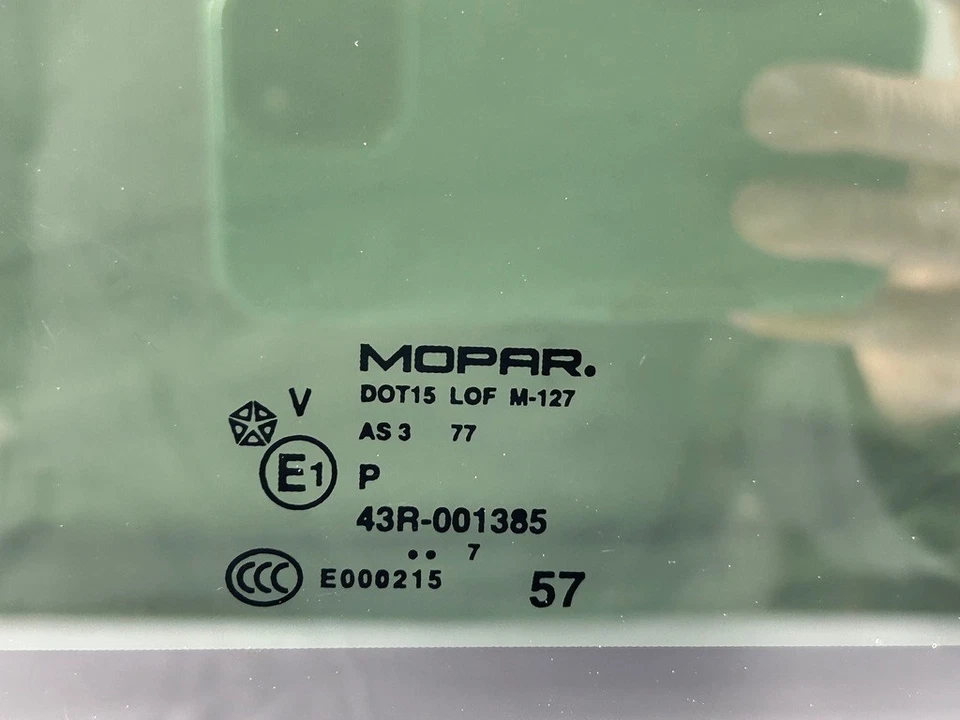 MOPAR.
DOT15 LOF M-127
V
AS 3 77
E1 P
43R-001385
.. 7
CCC E000215 57